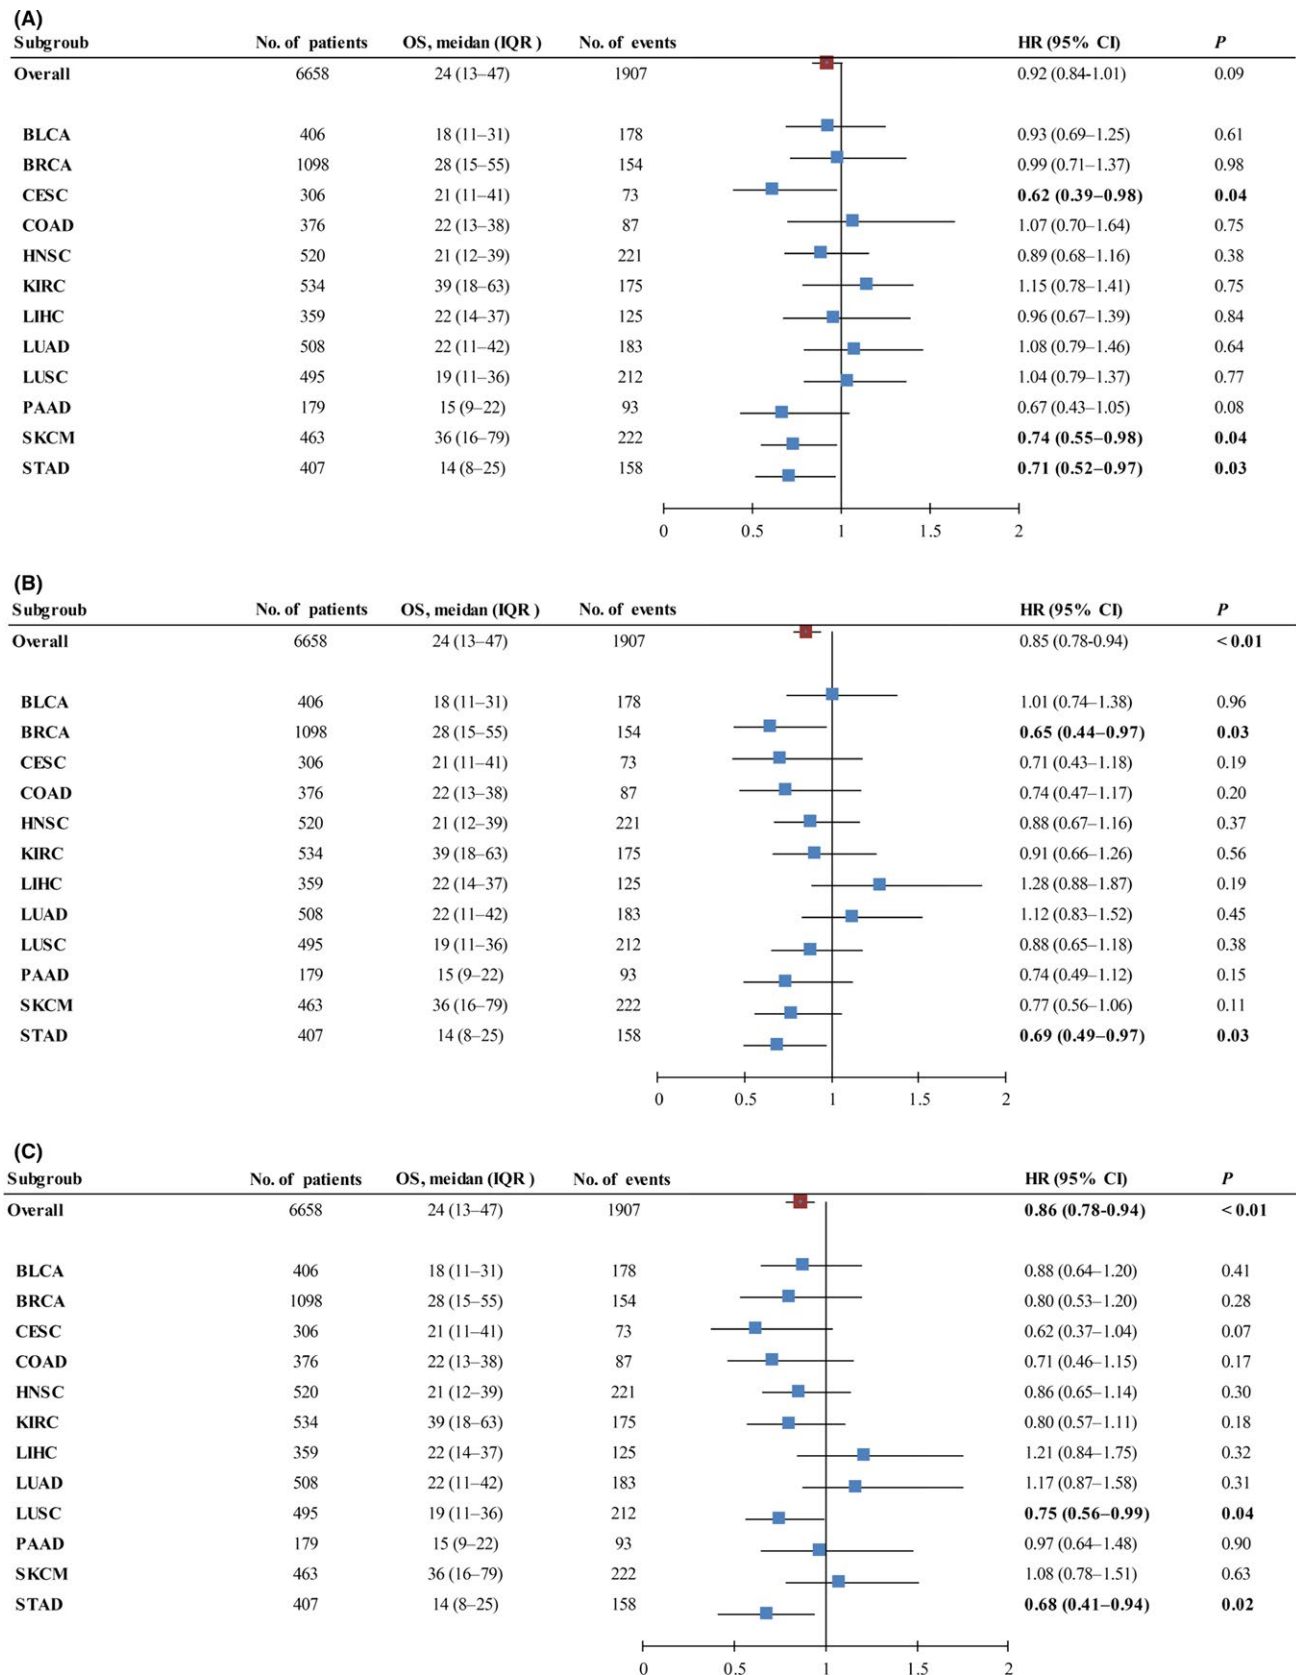 (A)
Subgroub No. of patients OS, meidan (IQR ) No. of events HR (95% CI) P
Overall 6658 24 (13–47) 1907 0.92 (0.84-1.01) 0.09
BLCA 406 18 (11–31) 178 0.93 (0.69–1.25) 0.61
BRCA 1098 28 (15–55) 154 0.99 (0.71–1.37) 0.98
CESC 306 21 (11–41) 73 0.62 (0.39–0.98) 0.04
COAD 376 22 (13–38) 87 1.07 (0.70–1.64) 0.75
HNSC 520 21 (12–39) 221 0.89 (0.68–1.16) 0.38
KIRC 534 39 (18–63) 175 1.15 (0.78–1.41) 0.75
LIHC 359 22 (14–37) 125 0.96 (0.67–1.39) 0.84
LUAD 508 22 (11–42) 183 1.08 (0.79–1.46) 0.64
LUSC 495 19 (11–36) 212 1.04 (0.79–1.37) 0.77
PAAD 179 15 (9–22) 93 0.67 (0.43–1.05) 0.08
SKCM 463 36 (16–79) 222 0.74 (0.55–0.98) 0.04
STAD 407 14 (8–25) 158 0.71 (0.52–0.97) 0.03
0 0.5 1 1.5 2
(B)
Subgroub No. of patients OS, meidan (IQR ) No. of events HR (95% CI) P
Overall 6658 24 (13–47) 1907 0.85 (0.78-0.94) < 0.01
BLCA 406 18 (11–31) 178 1.01 (0.74–1.38) 0.96
BRCA 1098 28 (15–55) 154 0.65 (0.44–0.97) 0.03
CESC 306 21 (11–41) 73 0.71 (0.43–1.18) 0.19
COAD 376 22 (13–38) 87 0.74 (0.47–1.17) 0.20
HNSC 520 21 (12–39) 221 0.88 (0.67–1.16) 0.37
KIRC 534 39 (18–63) 175 0.91 (0.66–1.26) 0.56
LIHC 359 22 (14–37) 125 1.28 (0.88–1.87) 0.19
LUAD 508 22 (11–42) 183 1.12 (0.83–1.52) 0.45
LUSC 495 19 (11–36) 212 0.88 (0.65–1.18) 0.38
PAAD 179 15 (9–22) 93 0.74 (0.49–1.12) 0.15
SKCM 463 36 (16–79) 222 0.77 (0.56–1.06) 0.11
STAD 407 14 (8–25) 158 0.69 (0.49–0.97) 0.03
0 0.5 1 1.5 2
(C)
Subgroub No. of patients OS, meidan (IQR ) No. of events HR (95% CI) P
Overall 6658 24 (13–47) 1907 0.86 (0.78-0.94) < 0.01
BLCA 406 18 (11–31) 178 0.88 (0.64–1.20) 0.41
BRCA 1098 28 (15–55) 154 0.80 (0.53–1.20) 0.28
CESC 306 21 (11–41) 73 0.62 (0.37–1.04) 0.07
COAD 376 22 (13–38) 87 0.71 (0.46–1.15) 0.17
HNSC 520 21 (12–39) 221 0.86 (0.65–1.14) 0.30
KIRC 534 39 (18–63) 175 0.80 (0.57–1.11) 0.18
LIHC 359 22 (14–37) 125 1.21 (0.84–1.75) 0.32
LUAD 508 22 (11–42) 183 1.17 (0.87–1.58) 0.31
LUSC 495 19 (11–36) 212 0.75 (0.56–0.99) 0.04
PAAD 179 15 (9–22) 93 0.97 (0.64–1.48) 0.90
SKCM 463 36 (16–79) 222 1.08 (0.78–1.51) 0.63
STAD 407 14 (8–25) 158 0.68 (0.41–0.94) 0.02
0 0.5 1 1.5 2